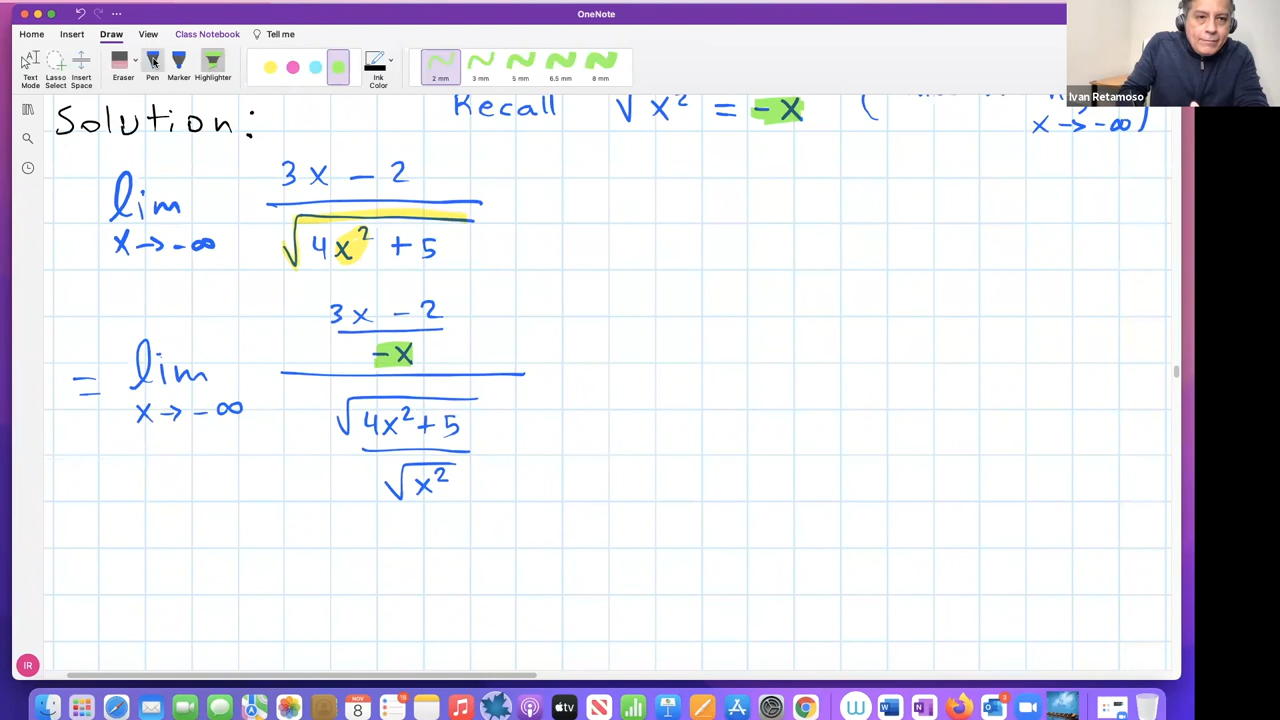 OneNote
Home Insert Draw View Class Notebook Tell me
Text Mode Lasso Select Insert Space Eraser Pen Marker Highlighter Ink Color 2 mm 3 mm 5 mm 6.5 mm 8 mm
Ivan Retamoso
Solution: Recall √x² = -x (
x → -∞)
lim 3x - 2
x → -∞ √4x² + 5
3x - 2
-x
= lim
x → -∞ √4x² + 5
√x²
IR
NOV
8